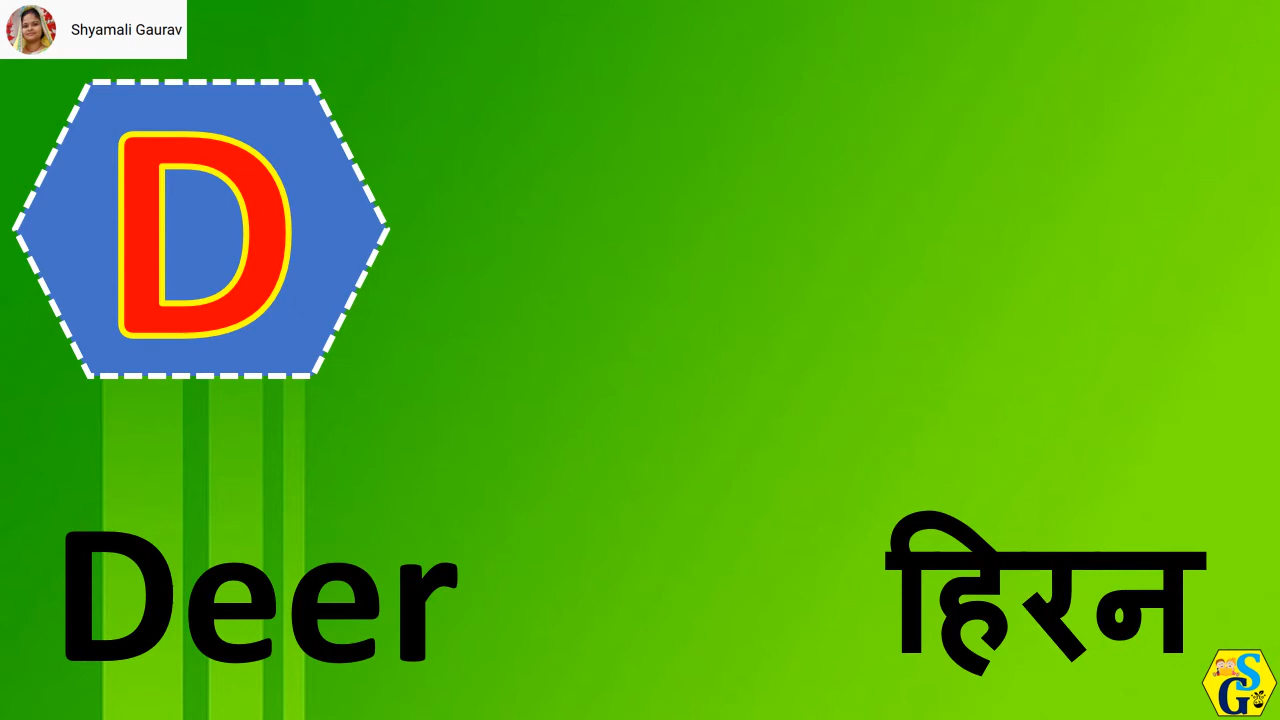 Shyamali Gaurav
D
Deer हिरन
SG